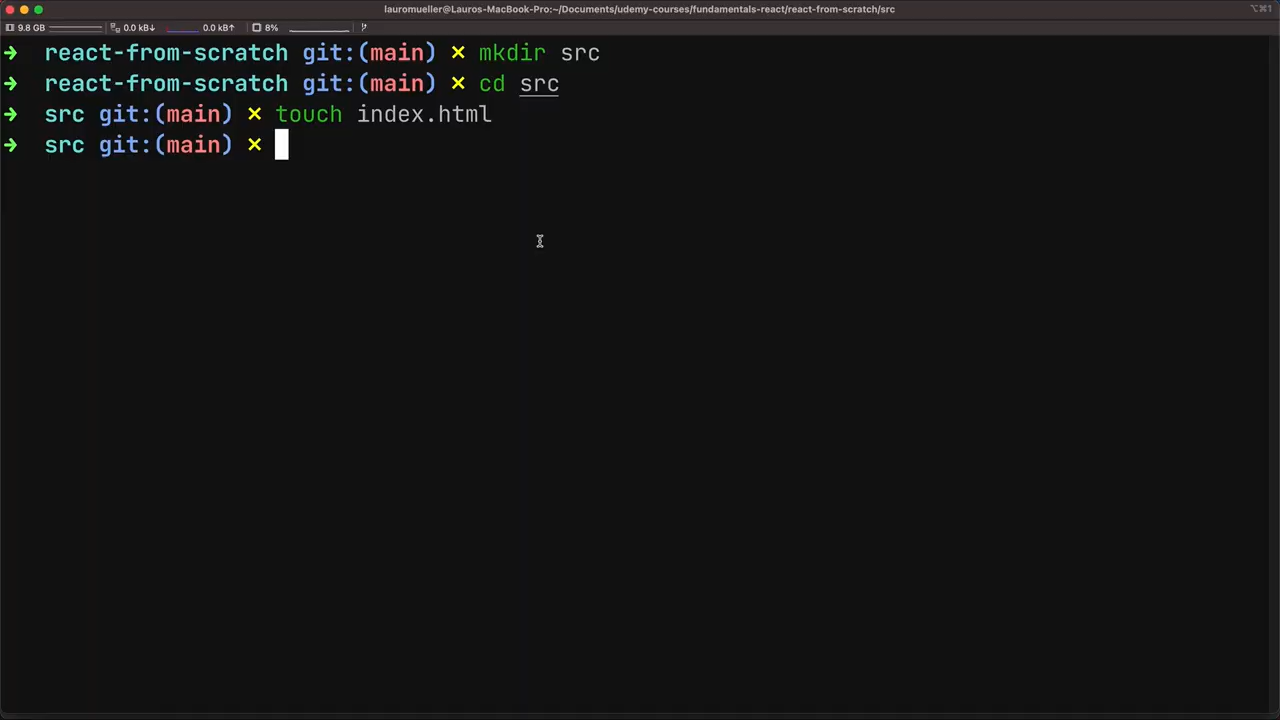 lauromueller@Lauros-MacBook-Pro:~/Documents/udemy-courses/fundamentals-react/react-from-scratch/src
⌥⌘1
9.8 GB 0.0 kB↓ 0.0 kB↑ 8%
➜ react-from-scratch git:(main) ✗ mkdir src
➜ react-from-scratch git:(main) ✗ cd src
➜ src git:(main) ✗ touch index.html
➜ src git:(main) ✗